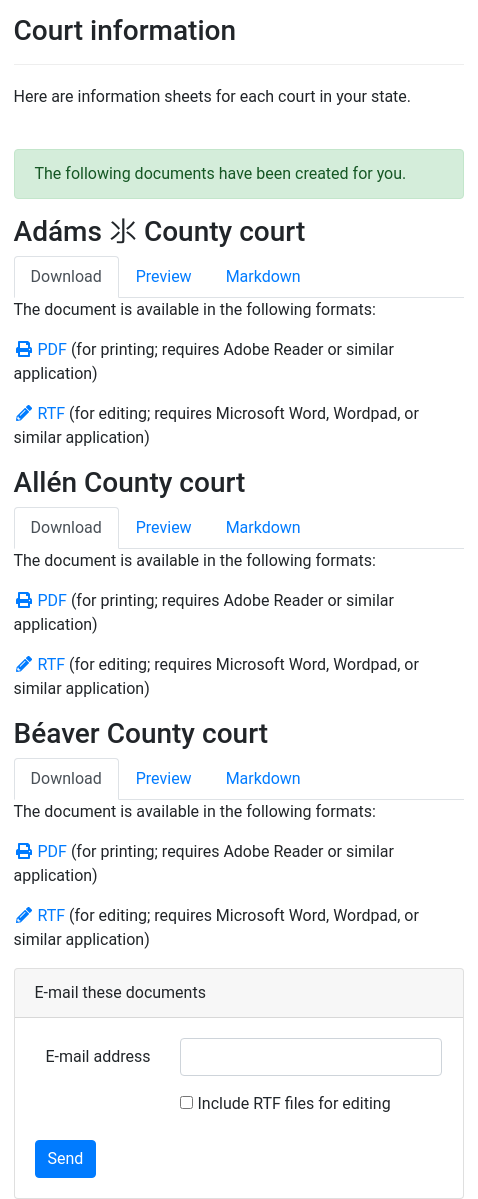 Court information
Here are information sheets for each court in your state.
The following documents have been created for you.
Adáms County court
Download Preview Markdown
The document is available in the following formats:
PDF (for printing; requires Adobe Reader or similar
application)
RTF (for editing; requires Microsoft Word, Wordpad, or
similar application)
Allén County court
Download Preview Markdown
The document is available in the following formats:
PDF (for printing; requires Adobe Reader or similar
application)
RTF (for editing; requires Microsoft Word, Wordpad, or
similar application)
Béaver County court
Download Preview Markdown
The document is available in the following formats:
PDF (for printing; requires Adobe Reader or similar
application)
RTF (for editing; requires Microsoft Word, Wordpad, or
similar application)
E-mail these documents
E-mail address
Include RTF files for editing
Send